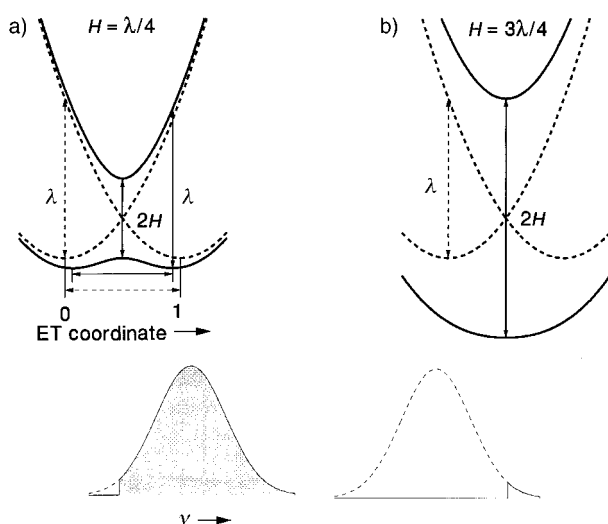 a) H = λ/4
b) H = 3λ/4
λ
λ
2H
λ
2H
0 1
ET coordinate
ν